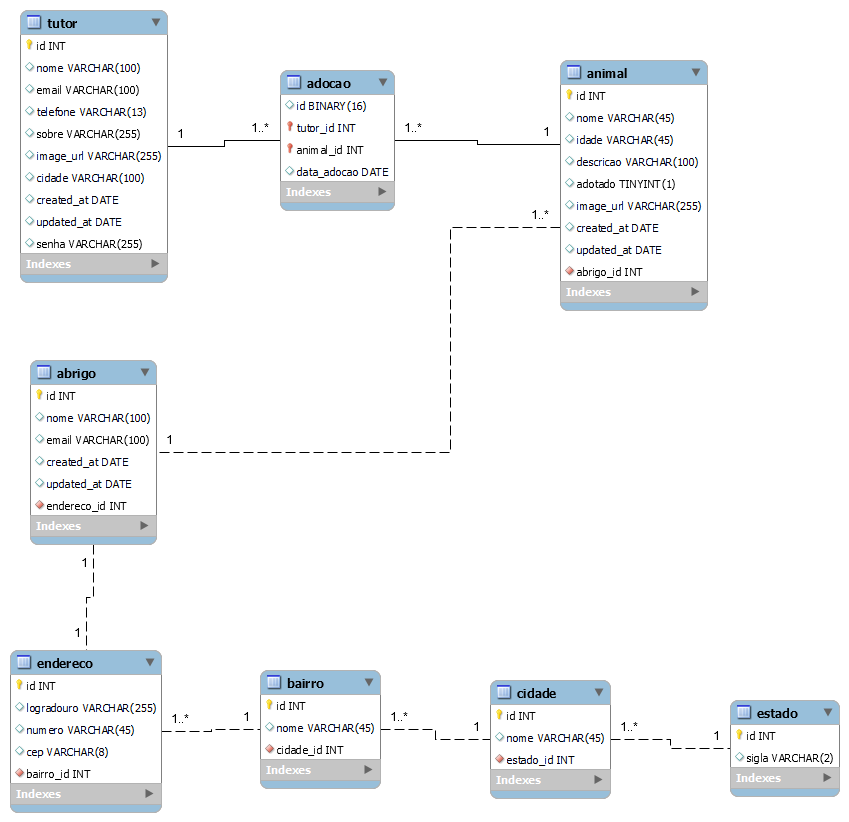 tutor
id INT
nome VARCHAR(100)
email VARCHAR(100)
telefone VARCHAR(13)
sobre VARCHAR(255)
image_url VARCHAR(255)
cidade VARCHAR(100)
created_at DATE
updated_at DATE
senha VARCHAR(255)
Indexes
1
1..*
adocao
id BINARY(16)
tutor_id INT
animal_id INT
data_adocao DATE
Indexes
1..*
1
animal
id INT
nome VARCHAR(45)
idade VARCHAR(45)
descricao VARCHAR(100)
adotado TINYINT(1)
image_url VARCHAR(255)
created_at DATE
updated_at DATE
abrigo_id INT
Indexes
1..*
1
abrigo
id INT
nome VARCHAR(100)
email VARCHAR(100)
created_at DATE
updated_at DATE
endereco_id INT
Indexes
1
1
endereco
id INT
logradouro VARCHAR(255)
numero VARCHAR(45)
cep VARCHAR(8)
bairro_id INT
Indexes
1..*
1
bairro
id INT
nome VARCHAR(45)
cidade_id INT
Indexes
1..*
1
cidade
id INT
nome VARCHAR(45)
estado_id INT
Indexes
1..*
1
estado
id INT
sigla VARCHAR(2)
Indexes